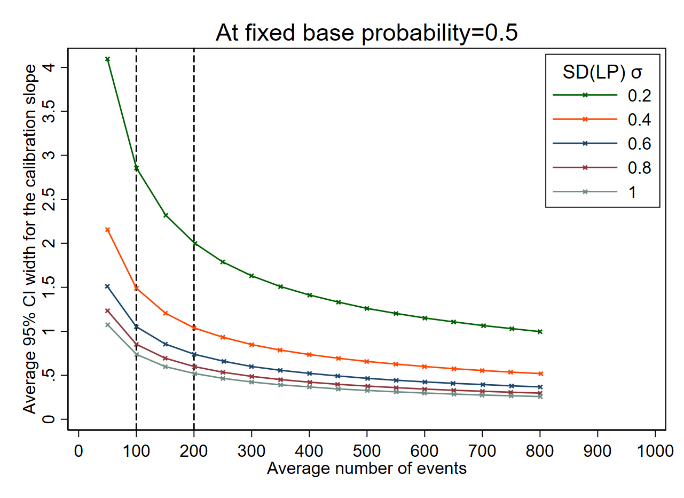 At fixed base probability=0.5
SD(LP) σ
0.2
0.4
0.6
0.8
1
Average 95% CI width for the calibration slope
4
3.5
3
2.5
2
1.5
1
.5
0
0 100 200 300 400 500 600 700 800 900 1000
Average number of events